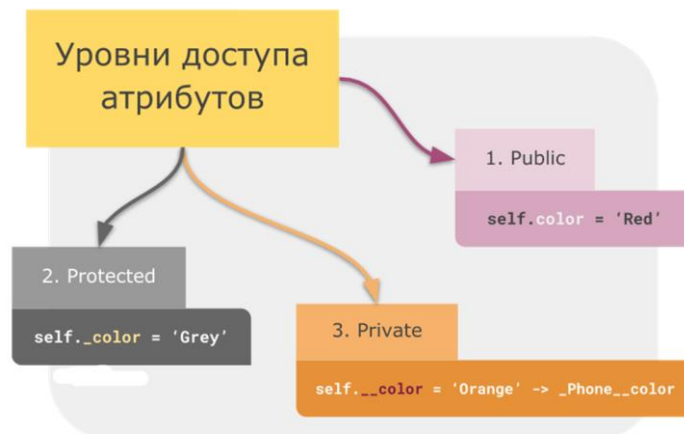 Уровни доступа
атрибутов
1. Public
self.color = ‘Red’
2. Protected
self._color = ‘Grey’
3. Private
self.__color = ‘Orange’ -> _Phone__color